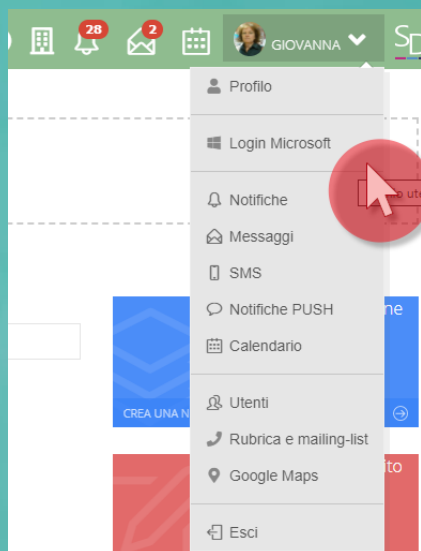 28
2
GIOVANNA
SD
Profilo
Login Microsoft
Notifiche
Messaggi
SMS
Notifiche PUSH
Calendario
CREA UNA N
Utenti
Rubrica e mailing-list
Google Maps
Esci